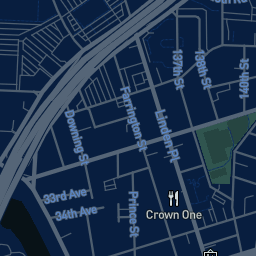 137th St
138th St
140th St
Linden Pl
Farrington St
Downing St
33rd Ave
34th Ave
Prince St
Crown One